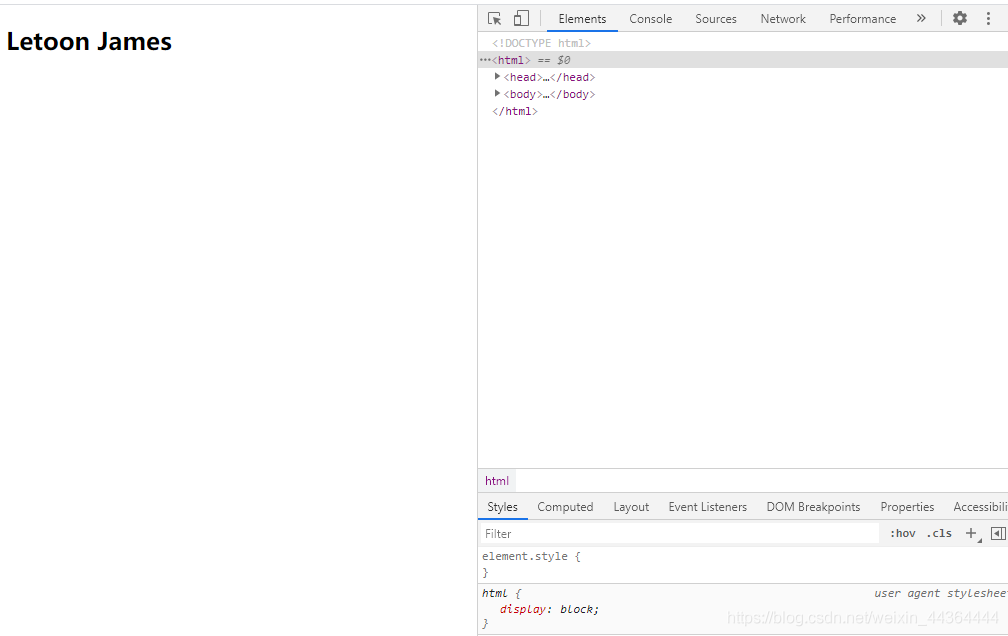 Letoon James
Elements Console Sources Network Performance »
<!DOCTYPE html>
…<html> == $0
<head>…</head>
<body>…</body>
</html>
html
Styles Computed Layout Event Listeners DOM Breakpoints Properties Accessibili
Filter :hov .cls +
element.style {
}
html { user agent styleshee
display: block;
}
https://blog.csdn.net/weixin_44364444